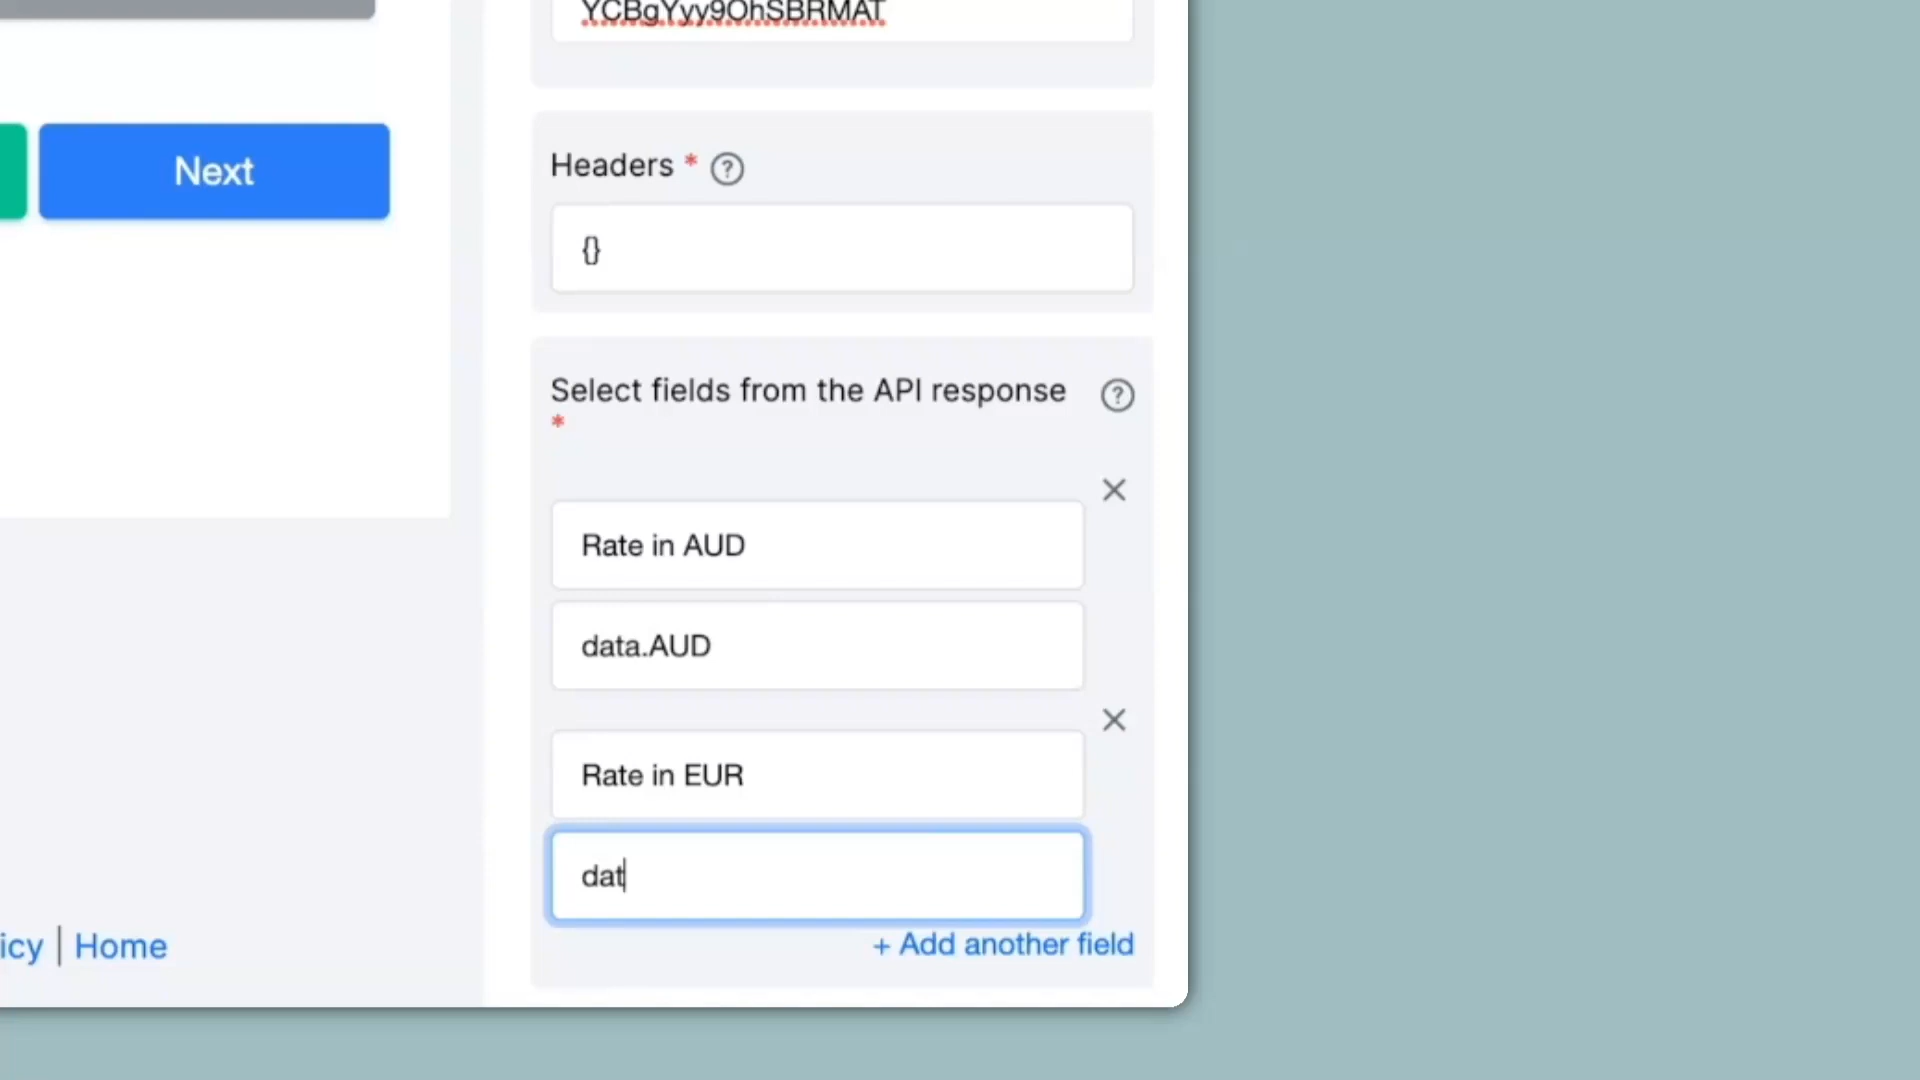 YCBgYyy9OhSBRMAT
Next
Headers * ?
{}
Select fields from the API response ?
*
Rate in AUD
data.AUD
Rate in EUR
dat
+ Add another field
icy | Home